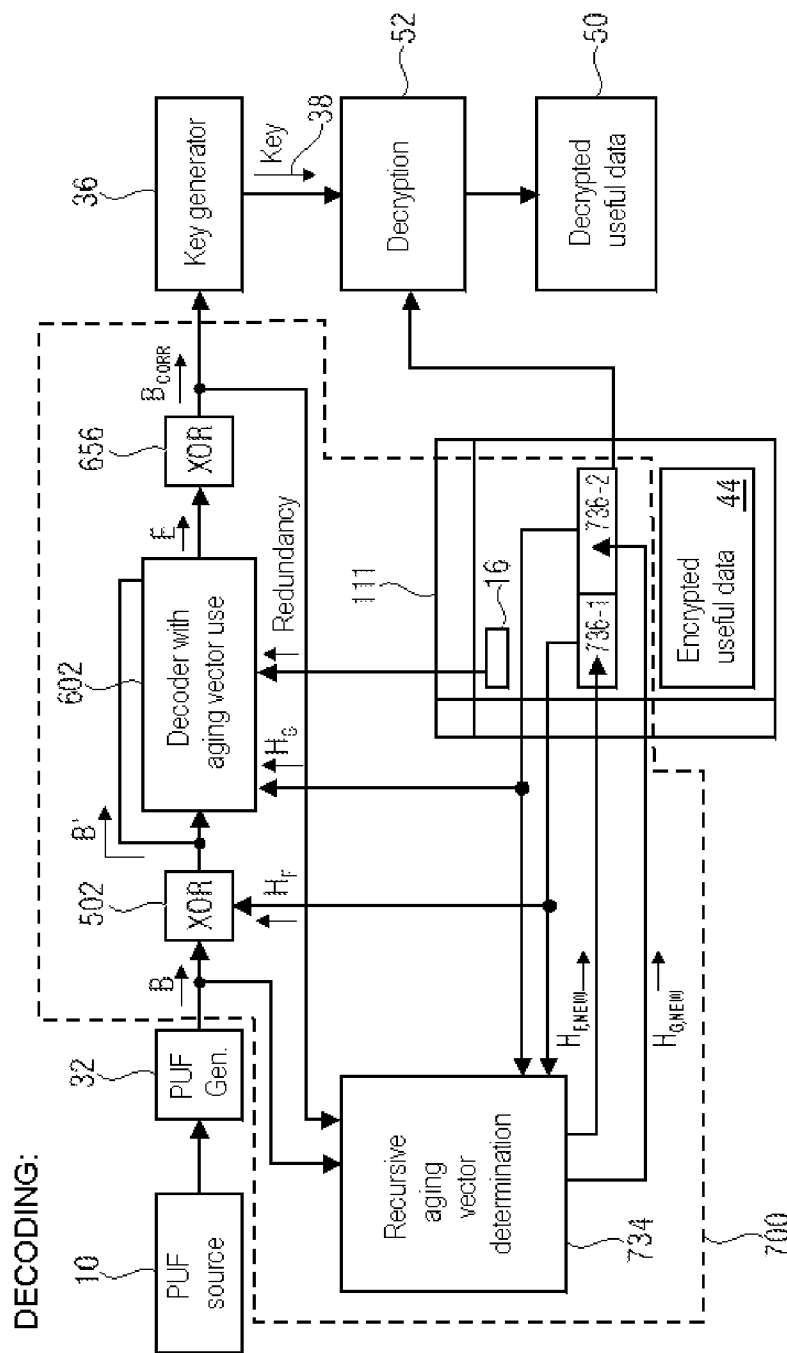 DECODING:
10
PUF
source
32
PUF
Gen.
B
502
XOR
B'
H_F
602
Decoder with
aging vector use
H_G
Redundancy
E
656
XOR
B_CORR
36
Key generator
Key
38
52
Decryption
50
Decrypted
useful data
111
16
736-1
736-2
Encrypted
useful data
44
Recursive
aging
vector
determination
734
H_F,NEW
H_G,NEW
700